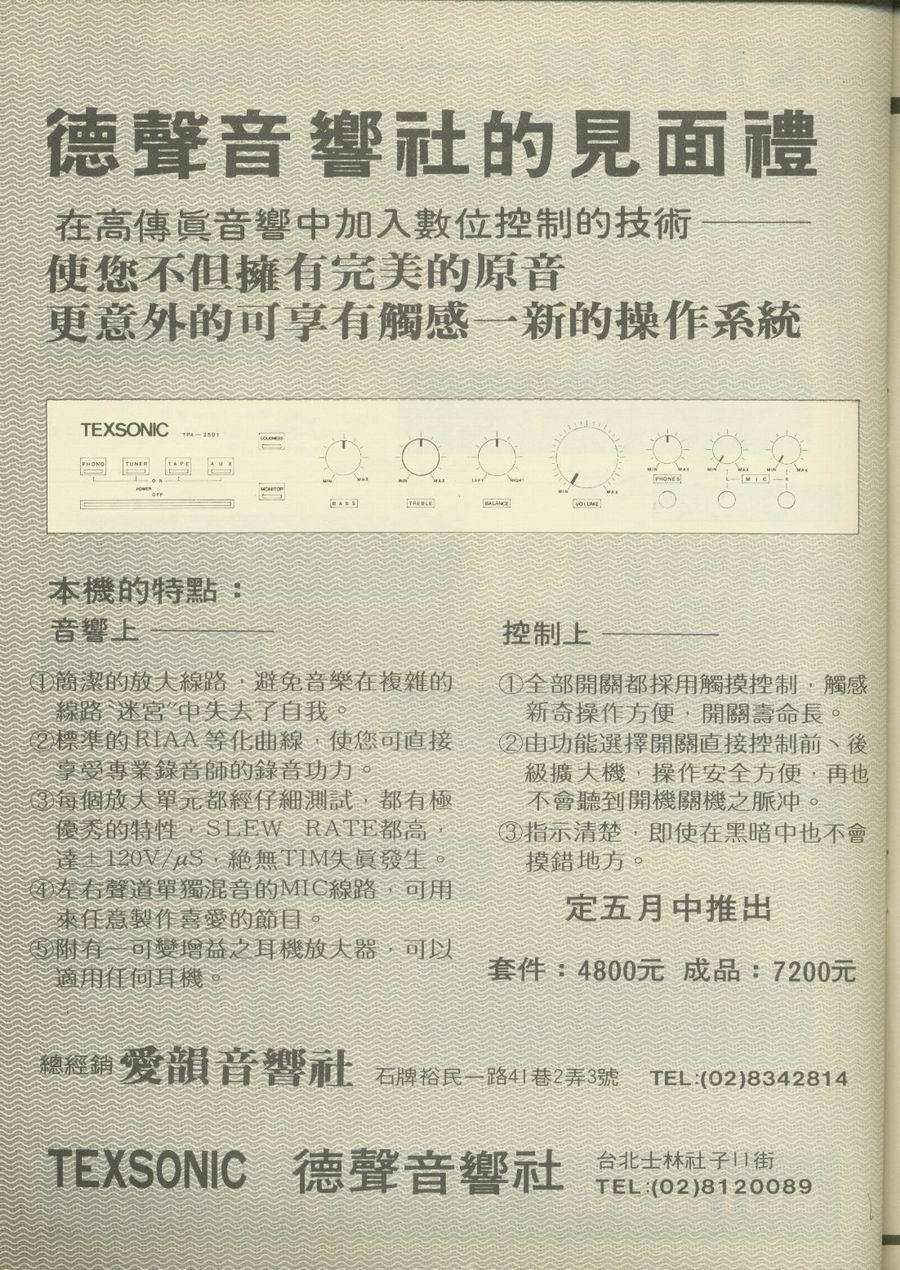 德聲音響社的見面禮
在高傳眞音響中加入數位控制的技術——
使您不但擁有完美的原音
更意外的可享有觸感一新的操作系統
TEXSONIC TPA-3501
LOUDNESS
PHONO TUNER TAPE AUX
ON
POWER
OFF
MONITOR
MIN MAX MIN MAX LEFT RIGHT MIN MAX MIN MAX MIN MAX MIN MAX
BASS TREBLE BALANCE VOLUME PHONES L MIC R
本機的特點：
音響上——
①簡潔的放大線路，避免音樂在複雜的
線路〝迷宮〞中失去了自我。
②標準的RIAA等化曲線，使您可直接
享受專業錄音師的錄音功力。
③每個放大單元都經仔細測試，都有極
優秀的特性，SLEW RATE都高，
達±120V/μS，絕無TIM失眞發生。
④左右聲道單獨混音的MIC線路，可用
來任意製作喜愛的節目。
⑤附有一可變增益之耳機放大器，可以
適用任何耳機。
控制上——
①全部開關都採用觸摸控制，觸感
新奇操作方便，開關壽命長。
②由功能選擇開關直接控制前、後
級擴大機，操作安全方便，再也
不會聽到開機關機之脈冲。
③指示清楚，即使在黑暗中也不會
摸錯地方。
定五月中推出
套件：4800元 成品：7200元
總經銷 愛韻音響社 石牌裕民一路41巷2弄3號 TEL:(02)8342814
TEXSONIC 德聲音響社 台北士林社子11街
TEL:(02)8120089